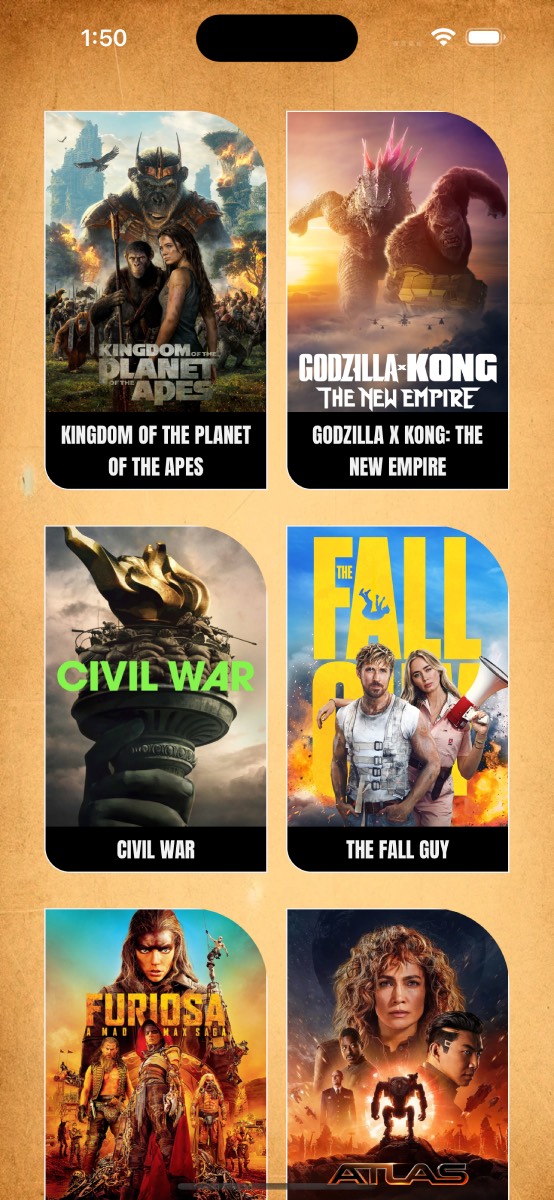 1:50
KINGDOM OF THE
PLANET
OF THE APES
KINGDOM OF THE PLANET
OF THE APES
GODZILLA x KONG
THE NEW EMPIRE
GODZILLA X KONG: THE
NEW EMPIRE
CIVIL WAR
CIVIL WAR
THE FALL
GUY
THE FALL GUY
FURIOSA
A MAD MAX SAGA
ATLAS